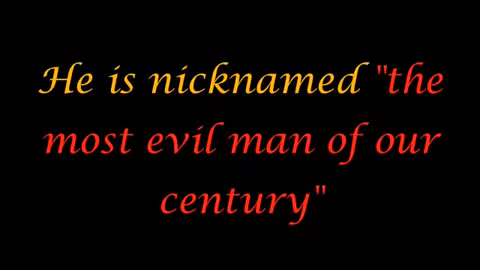 He is nicknamed "the
most evil man of our
century"